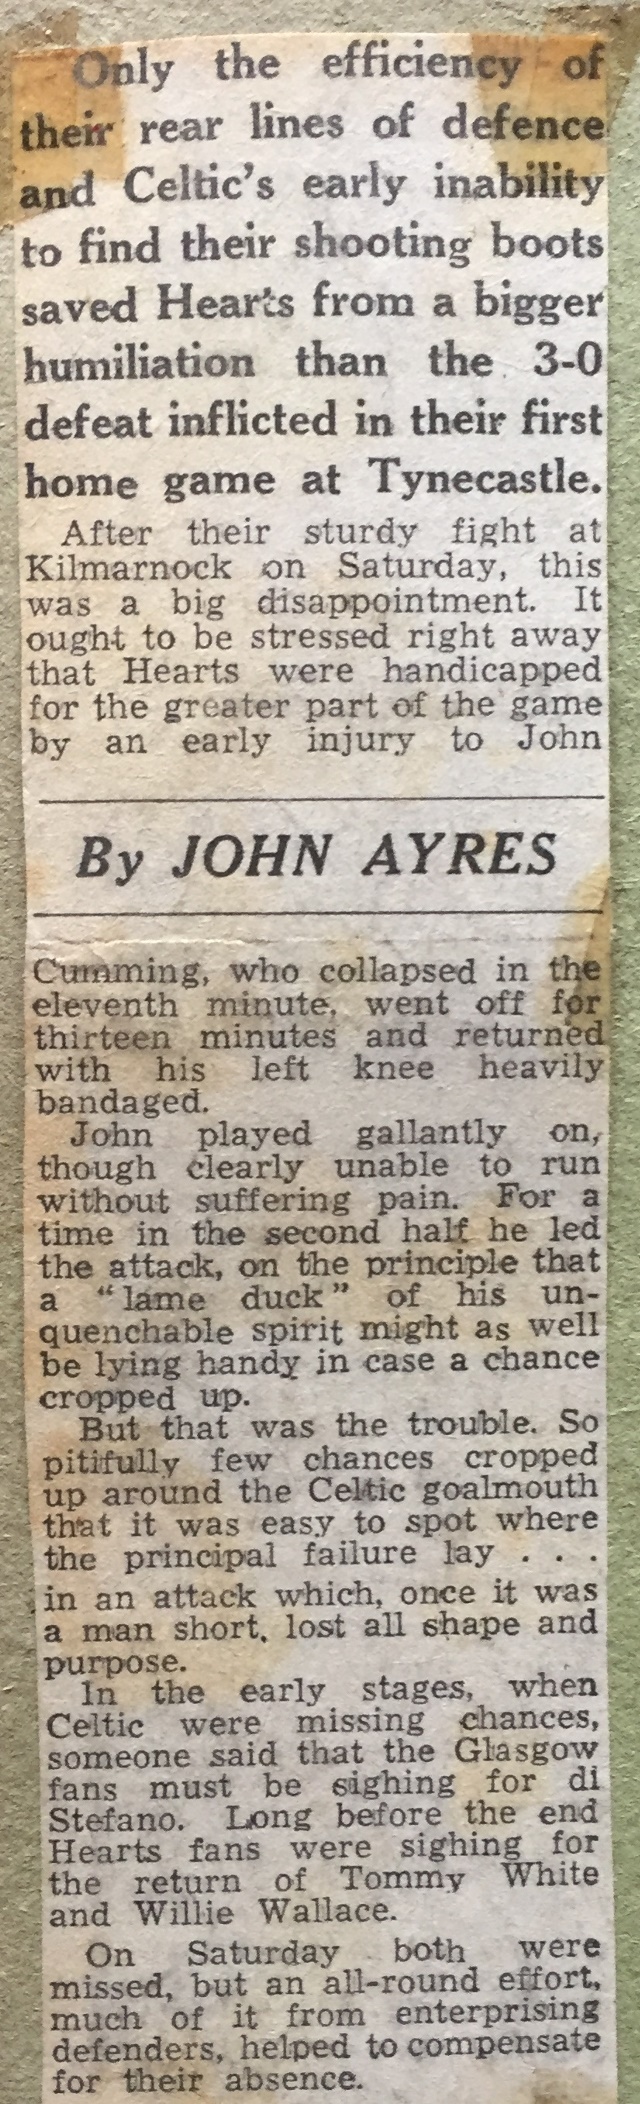 Only the efficiency of
their rear lines of defence
and Celtic's early inability
to find their shooting boots
saved Hearts from a bigger
humiliation than the 3-0
defeat inflicted in their first
home game at Tynecastle.
After their sturdy fight at
Kilmarnock on Saturday, this
was a big disappointment. It
ought to be stressed right away
that Hearts were handicapped
for the greater part of the game
by an early injury to John
By JOHN AYRES
Cumming, who collapsed in the
eleventh minute, went off for
thirteen minutes and returned
with his left knee heavily
bandaged.
John played gallantly on,
though clearly unable to run
without suffering pain. For a
time in the second half he led
the attack, on the principle that
a "lame duck" of his un-
quenchable spirit might as well
be lying handy in case a chance
cropped up.
But that was the trouble. So
pitifully few chances cropped
up around the Celtic goalmouth
that it was easy to spot where
the principal failure lay . . .
in an attack which, once it was
a man short, lost all shape and
purpose.
In the early stages, when
Celtic were missing chances,
someone said that the Glasgow
fans must be sighing for di
Stefano. Long before the end
Hearts fans were sighing for
the return of Tommy White
and Willie Wallace.
On Saturday both were
missed, but an all-round effort,
much of it from enterprising
defenders, helped to compensate
for their absence.